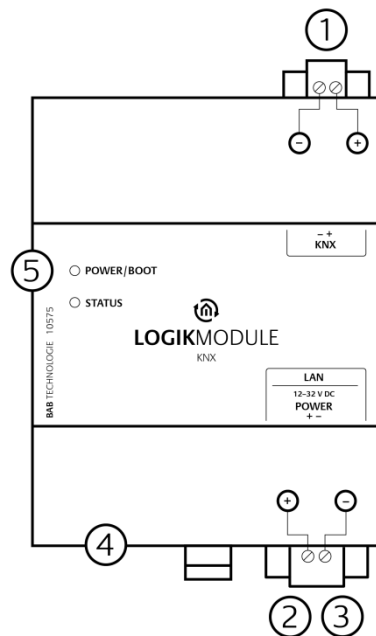 1
− +
− +
KNX
5
POWER/BOOT
STATUS
LOGIKMODULE
KNX
BAB TECHNOLOGIE 10575
LAN
12–32 V DC
POWER
+ −
+ −
4
2 3